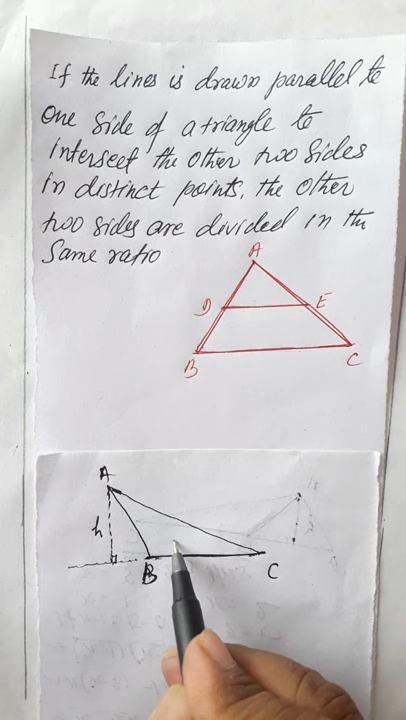 If the lines is drawn parallel to
one side of a triangle to
intersect the other two sides
in distinct points, the other
two sides are divided in the
same ratio
A
D E
B C
A
h
B C